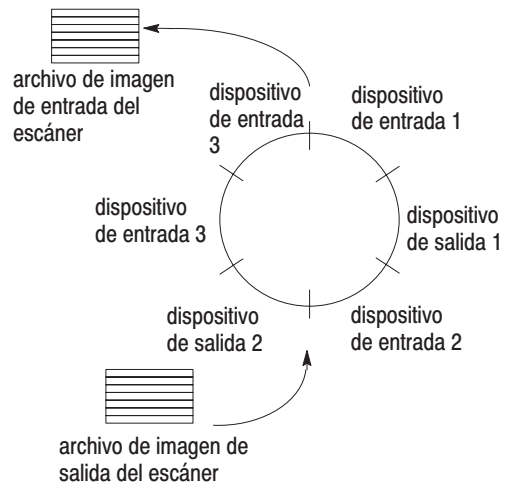 archivo de imagen
de entrada del
escáner
dispositivo
de entrada
3
dispositivo
de entrada 1
dispositivo
de entrada 3
dispositivo
de salida 1
dispositivo
de salida 2
dispositivo
de entrada 2
archivo de imagen de
salida del escáner